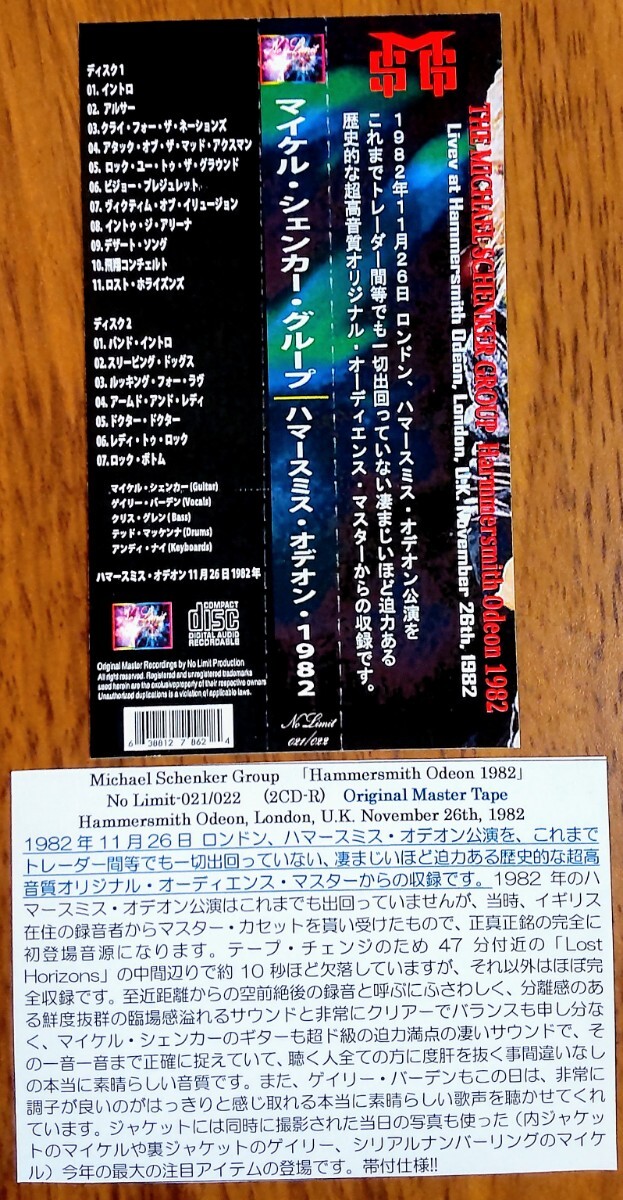 ディスク1
01. イントロ
02. アルサー
03. クライ・フォー・ザ・ネーションズ
04. アタック・オブ・ザ・マッド・アクスマン
05. ロック・ユー・トゥ・ザ・グラウンド
06. ビジョー・プレジュレット
07. ヴィクティム・オブ・イリュージョン
08. イントゥ・ジ・アリーナ
09. デザート・ソング
10. 飛翔コンチェルト
11. ロスト・ホライズンズ
ディスク2
01. バンド・イントロ
02. スリーピング・ドッグス
03. ルッキング・フォー・ラヴ
04. アームド・アンド・レディ
05. ドクター・ドクター
06. レディ・トゥ・ロック
07. ロック・ボトム
マイケル・シェンカー(Guitar)
ゲイリー・バーデン(Vocals)
クリス・グレン(Bass)
テッド・マッケンナ(Drums)
アンディ・ナイ(Keyboards)
ハマースミス・オデオン 11月26日 1982年
COMPACT
disc
DIGITAL AUDIO
RECORDABLE
Original Master Recordings by No Limit Production
All right reserved. Registered and unregistered trademarks
used herein are the exclusiveproperty of their respective owners
Unauthorized duplications is a violation of applicable laws.
6 38812 7 862 4
No Limit
マイケル・シェンカー・グループ
ハマースミス・オデオン・1982
No Limit
021/022
MSG
1982年11月26日 ロンドン、ハマースミス・オデオン公演を
これまでトレーダー間等でも一切出回っていない凄まじいほど迫力ある
歴史的な超高音質オリジナル・オーディエンス・マスターからの収録です。
THE MICHAEL SCHENKER GROUP Hammersmith Odeon 1982
Livev at Hammersmith Odeon, London, U.K. November 26th, 1982
Michael Schenker Group 「Hammersmith Odeon 1982」
No Limit-021/022 (2CD-R) Original Master Tape
Hammersmith Odeon, London, U.K. November 26th, 1982
1982年11月26日 ロンドン、ハマースミス・オデオン公演を、これまで
トレーダー間等でも一切出回っていない、凄まじいほど迫力ある歴史的な超高
音質オリジナル・オーディエンス・マスターからの収録です。1982 年のハ
マースミス・オデオン公演はこれまでも出回っていませんが、当時、イギリス
在住の録音者からマスター・カセットを貰い受けたもので、正真正銘の完全に
初登場音源になります。テープ・チェンジのため 47 分付近の「Lost
Horizons」の中間辺りで約 10 秒ほど欠落していますが、それ以外はほぼ完
全収録です。至近距離からの空前絶後の録音と呼ぶにふさわしく、分離感のあ
る鮮度抜群の臨場感溢れるサウンドと非常にクリアーでバランスも申し分な
く、マイケル・シェンカーのギターも超ド級の迫力満点の凄いサウンドで、そ
の一音一音まで正確に捉えていて、聴く人全ての方に度肝を抜く事間違いなし
の本当に素晴らしい音質です。また、ゲイリー・バーデンもこの日は、非常に
調子が良いのがはっきりと感じ取れる本当に素晴らしい歌声を聴かせてくれ
ています。ジャケットには同時に撮影された当日の写真も使った（内ジャケッ
トのマイケルや裏ジャケットのゲイリー、シリアルナンバーリングのマイケ
ル）今年の最大の注目アイテムの登場です。帯付仕様!!